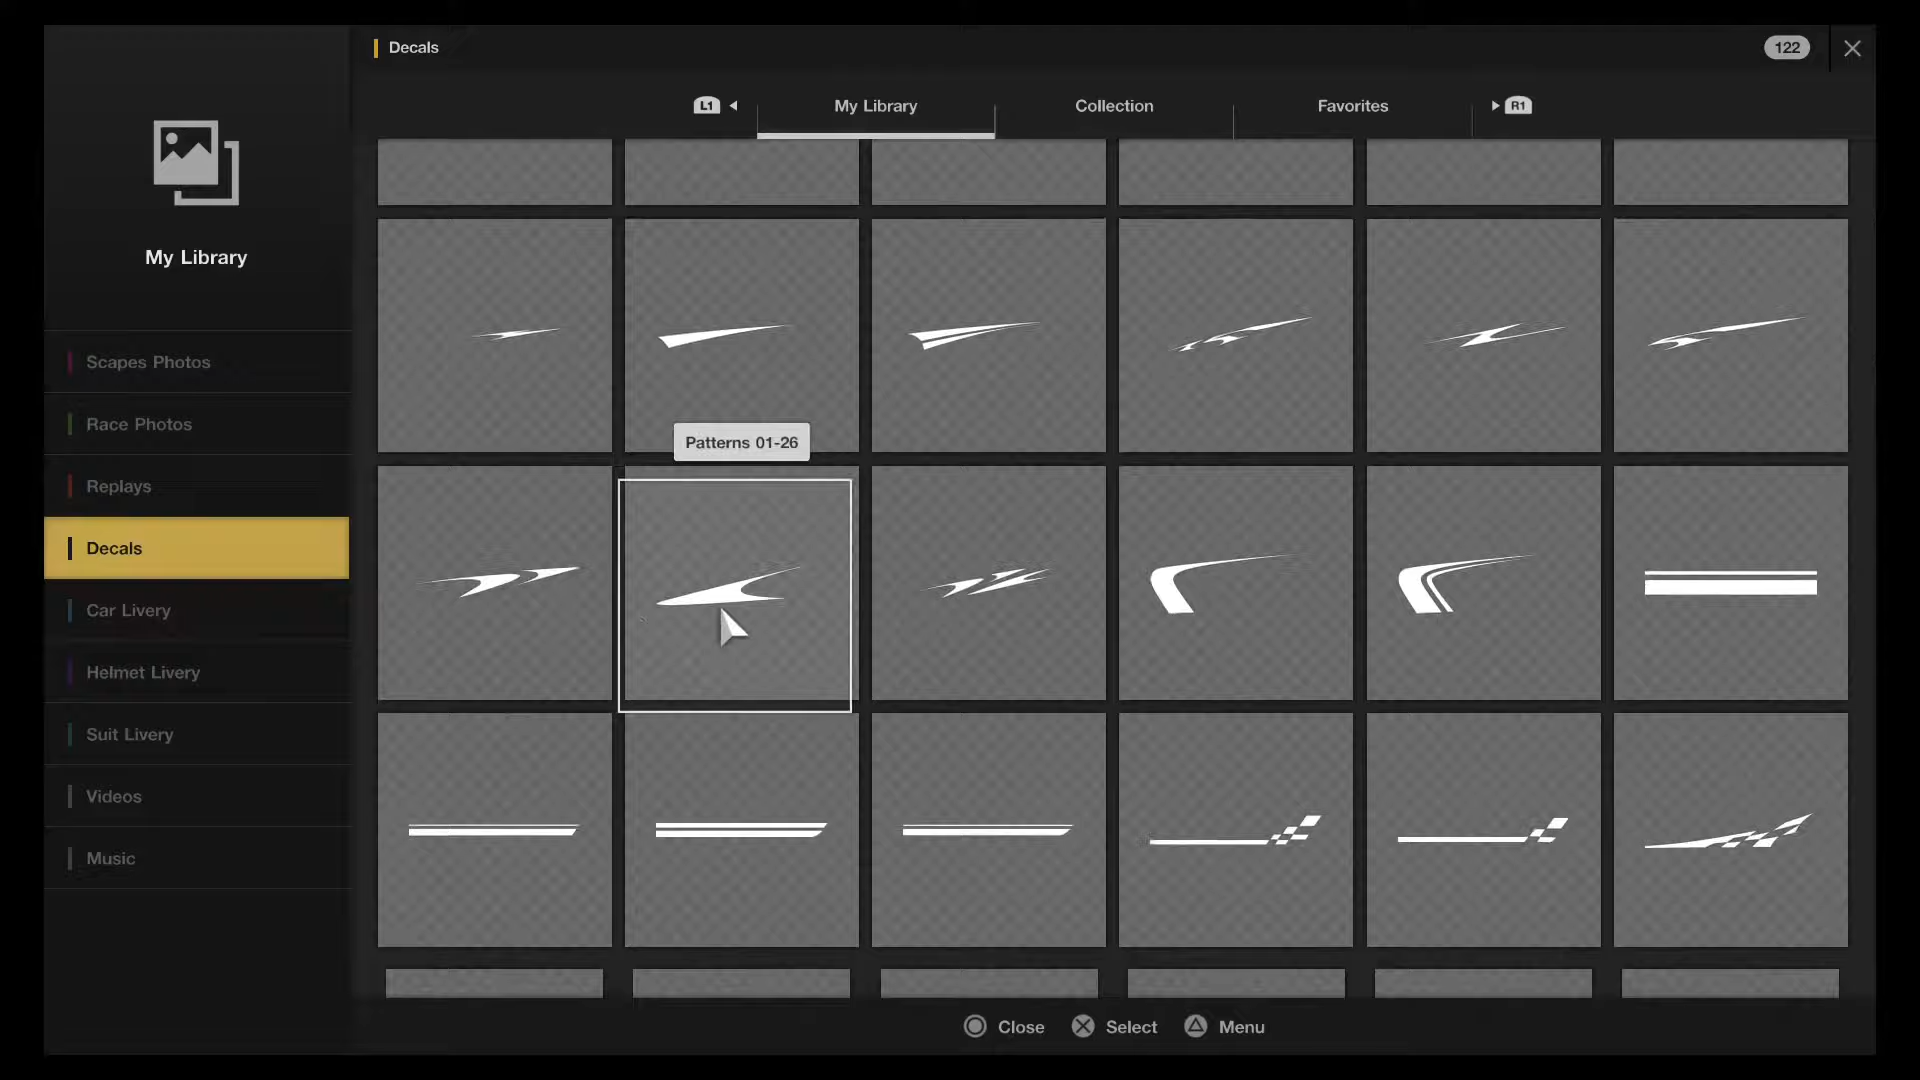 Decals
122
L1
My Library
Collection
Favorites
R1
My Library
Scapes Photos
Race Photos
Replays
Decals
Car Livery
Helmet Livery
Suit Livery
Videos
Music
Patterns 01-26
Close
Select
Menu